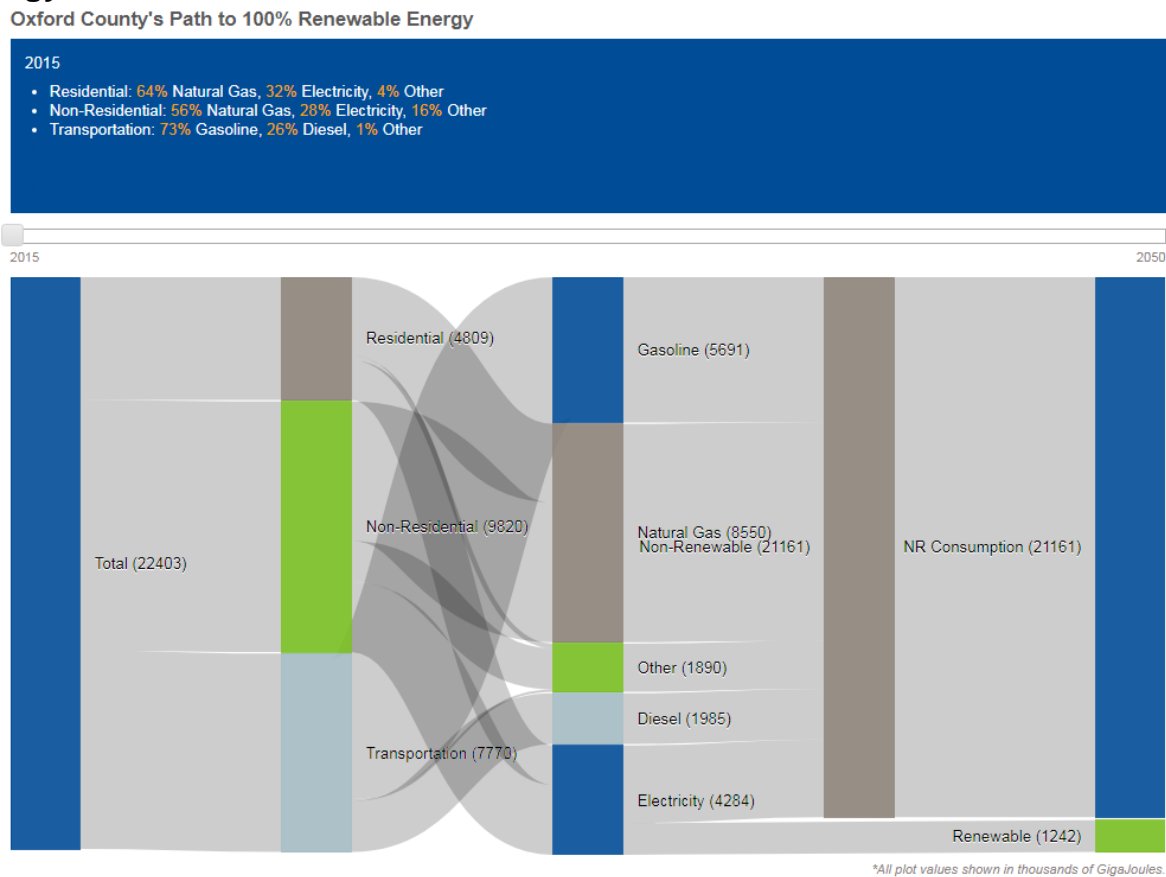 Oxford County's Path to 100% Renewable Energy
2015
• Residential: 64% Natural Gas, 32% Electricity, 4% Other
• Non-Residential: 56% Natural Gas, 28% Electricity, 16% Other
• Transportation: 73% Gasoline, 26% Diesel, 1% Other
2015
2050
Residential (4809)
Gasoline (5691)
Non-Residential (9820)
Natural Gas (8550)
Non-Renewable (21161)
NR Consumption (21161)
Total (22403)
Other (1890)
Diesel (1985)
Transportation (7770)
Electricity (4284)
Renewable (1242)
*All plot values shown in thousands of GigaJoules.